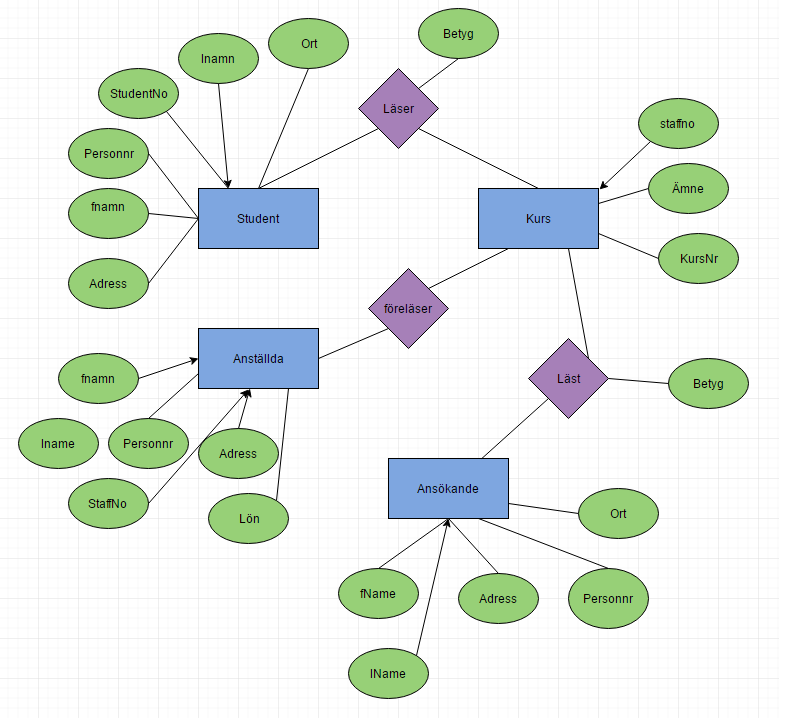 Betyg
Ort
lnamn
StudentNo
Läser
staffno
Personnr
Ämne
fnamn
Student
Kurs
KursNr
Adress
föreläser
Anställda
fnamn
Läst
Betyg
Iname
Personnr
Adress
StaffNo
Ansökande
Lön
Ort
fName
Adress
Personnr
lName